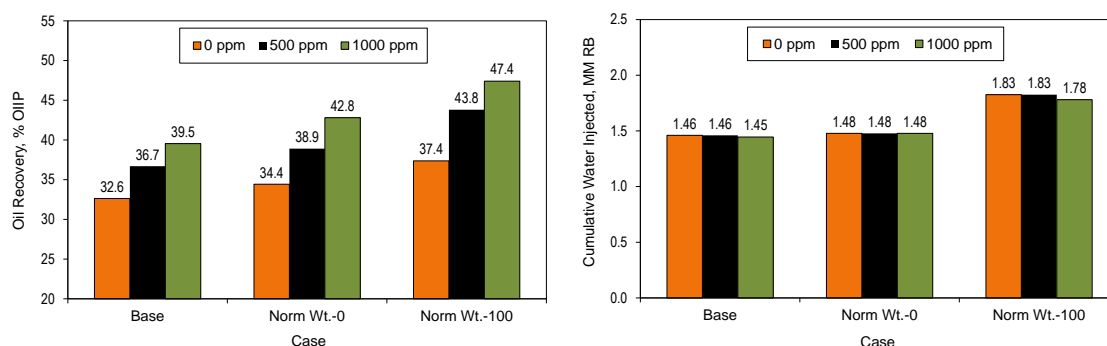 Oil Recovery, % OIIP
55
50
45
40
35
30
25
20
0 ppm 500 ppm 1000 ppm
32.6 36.7 39.5
34.4 38.9 42.8
37.4 43.8 47.4
Base Norm Wt.-0 Norm Wt.-100
Case
Cumulative Water Injected, MM RB
2.5
2.0
1.5
1.0
0.5
0.0
0 ppm 500 ppm 1000 ppm
1.46 1.46 1.45
1.48 1.48 1.48
1.83 1.83 1.78
Base Norm Wt.-0 Norm Wt.-100
Case